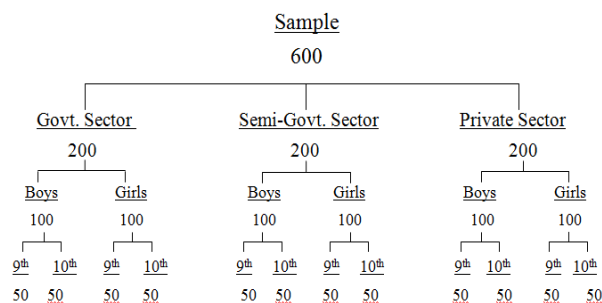 Sample
600
Govt. Sector Semi-Govt. Sector Private Sector
200 200 200
Boys Girls Boys Girls Boys Girls
100 100 100 100 100 100
9th 10th 9th 10th 9th 10th 9th 10th 9th 10th 9th 10th
50 50 50 50 50 50 50 50 50 50 50 50